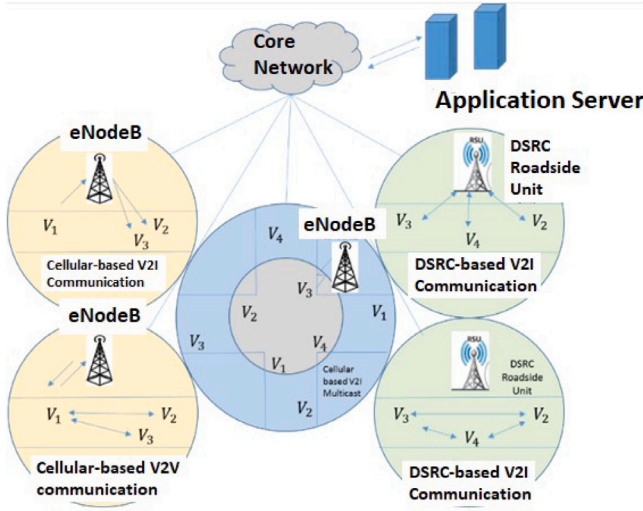 Core
Network
Application Server
eNodeB
V1
V2
V3
Cellular-based V2I
Communication
RSU
DSRC
Roadside
Unit
V3
V2
V4
DSRC-based V2I
Communication
eNodeB
V4
V3
V2
V1
V3
V4
V1
Cellular
based V2I
Multicast
V2
eNodeB
V1
V2
V3
Cellular-based V2V
communication
RSU
DSRC
Roadside
Unit
V3
V2
V4
DSRC-based V2I
Communication